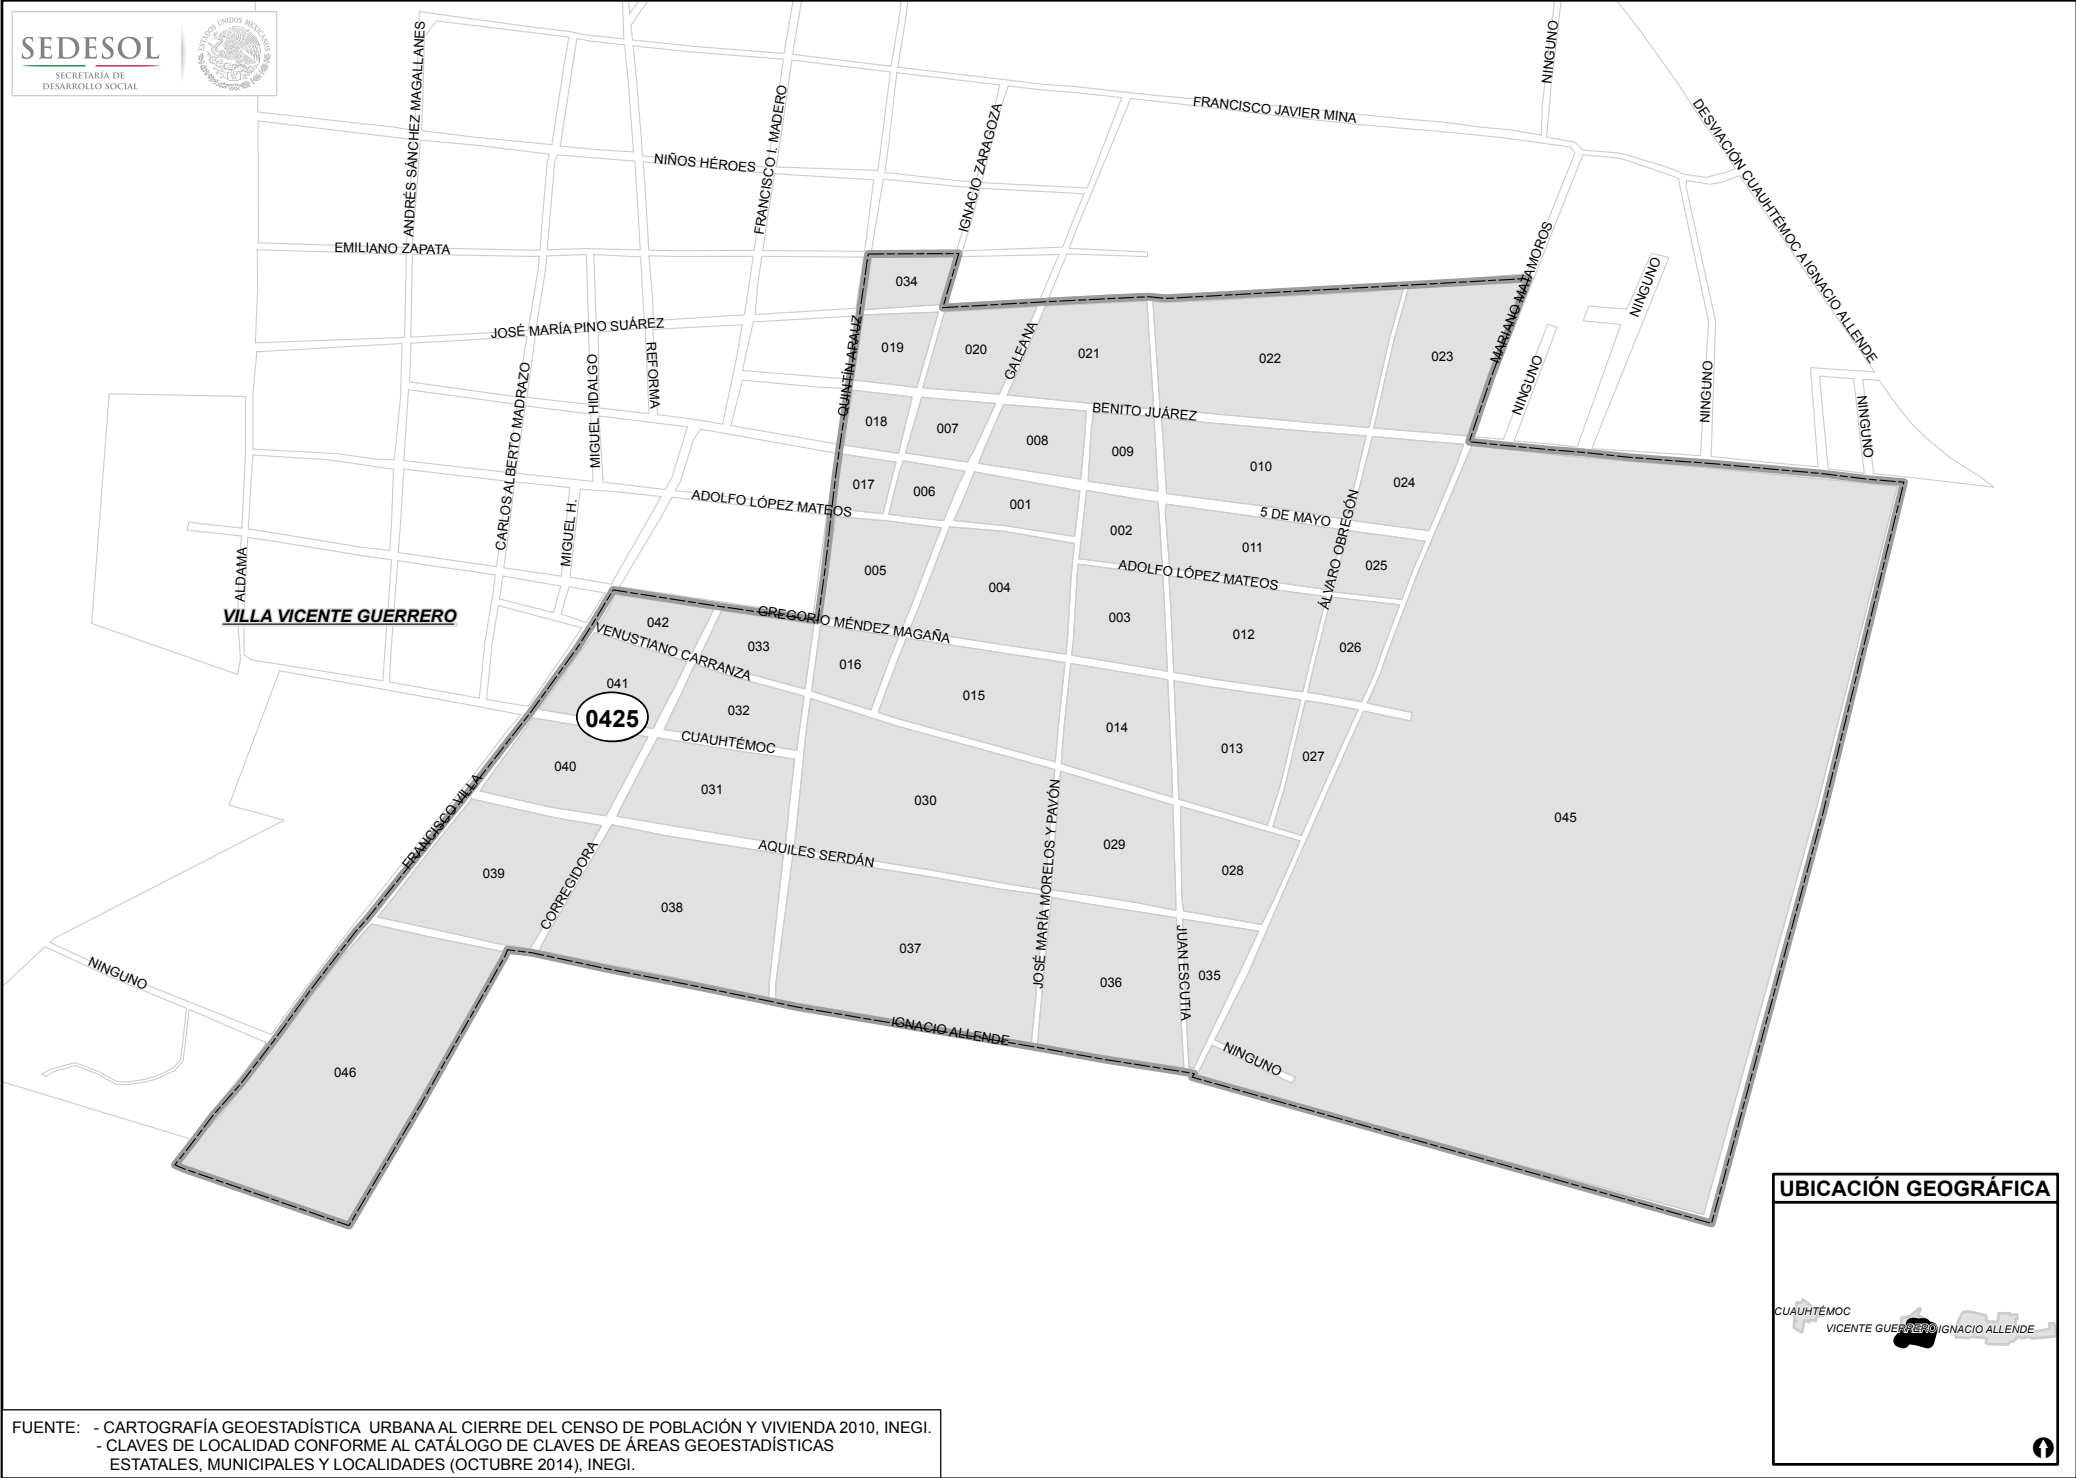 SEDESOL
SECRETARÍA DE
DESARROLLO SOCIAL
ESTADOS UNIDOS MEXICANOS
ANDRÉS SÁNCHEZ MAGALLANES
FRANCISCO I. MADERO
IGNACIO ZARAGOZA
FRANCISCO JAVIER MINA
NINGUNO
DESVIACIÓN CUAUHTÉMOC A IGNACIO ALLENDE
NIÑOS HÉROES
EMILIANO ZAPATA
MARIANO MATAMOROS
NINGUNO
034
JOSÉ MARÍA PINO SUÁREZ
QUINTÍN ARAUZ
GALEANA
019
020
021
022
023
MIGUEL HIDALGO
REFORMA
CARLOS ALBERTO MADRAZO
NINGUNO
NINGUNO
NINGUNO
BENITO JUÁREZ
018
007
008
009
010
024
017
006
001
ADOLFO LÓPEZ MATEOS
5 DE MAYO
ÁLVARO OBREGÓN
MIGUEL H.
002
011
025
ALDAMA
005
004
ADOLFO LÓPEZ MATEOS
VILLA VICENTE GUERRERO
GREGORIO MÉNDEZ MAGAÑA
003
012
026
042
VENUSTIANO CARRANZA
033
016
041
0425
032
015
014
013
027
CUAUHTÉMOC
040
031
030
045
FRANCISCO VILLA
JOSÉ MARÍA MORELOS Y PAVÓN
AQUILES SERDÁN
029
028
039
CORREGIDORA
038
037
036
JUAN ESCUTIA
035
NINGUNO
IGNACIO ALLENDE
NINGUNO
046
UBICACIÓN GEOGRÁFICA
CUAUHTÉMOC
VICENTE GUERRERO
IGNACIO ALLENDE
FUENTE: - CARTOGRAFÍA GEOESTADÍSTICA URBANA AL CIERRE DEL CENSO DE POBLACIÓN Y VIVIENDA 2010, INEGI.
- CLAVES DE LOCALIDAD CONFORME AL CATÁLOGO DE CLAVES DE ÁREAS GEOESTADÍSTICAS
ESTATALES, MUNICIPALES Y LOCALIDADES (OCTUBRE 2014), INEGI.